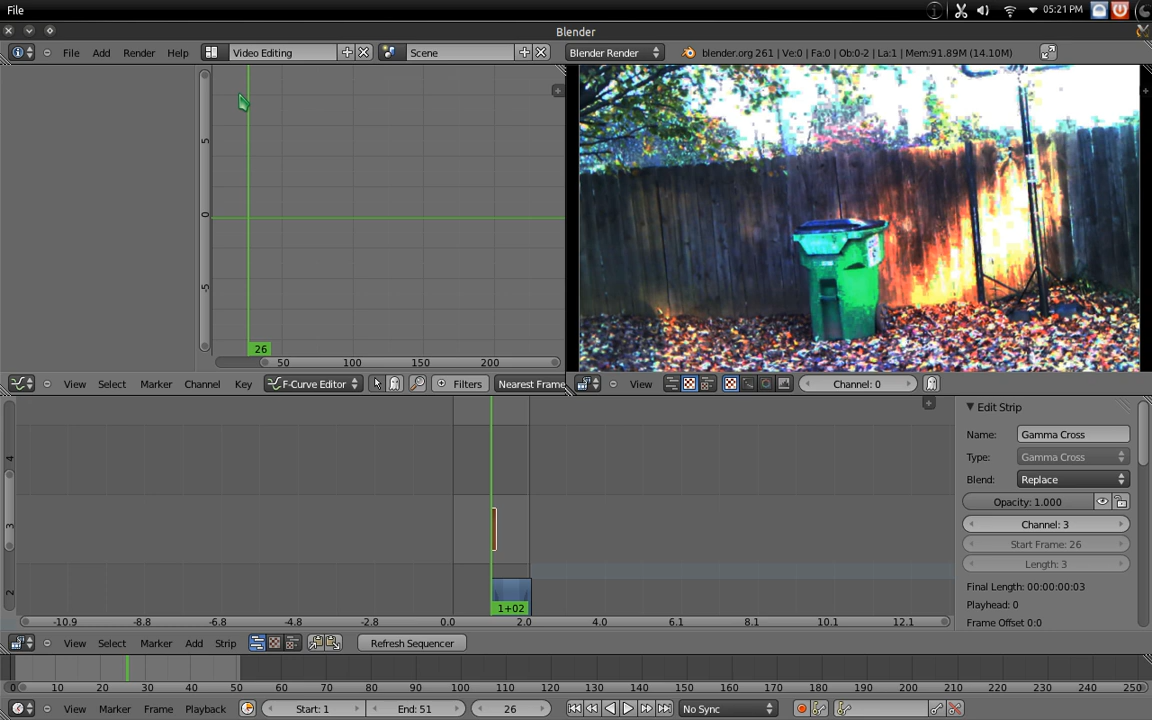 File
05:21 PM
Blender
File Add Render Help Video Editing Scene Blender Render blender.org 261 | Ve:0 | Fa:0 | Ob:0-2 | La:1 | Mem:91.89M (14.10M)
5
0
-5
26
50 100 150 200
View Select Marker Channel Key F-Curve Editor Filters Nearest Frame
View Channel: 0
4
3
2
1+02
-10.9 -8.8 -6.8 -4.8 -2.8 0.0 2.0 4.0 6.1 8.1 10.1 12.1
Edit Strip
Name: Gamma Cross
Type: Gamma Cross
Blend: Replace
Opacity: 1.000
Channel: 3
Start Frame: 26
Length: 3
Final Length: 00:00:00:03
Playhead: 0
Frame Offset 0:0
View Select Marker Add Strip Refresh Sequencer
0 10 20 30 40 50 60 70 80 90 100 110 120 130 140 150 160 170 180 190 200 210 220 230 240 250
View Marker Frame Playback Start: 1 End: 51 26 No Sync